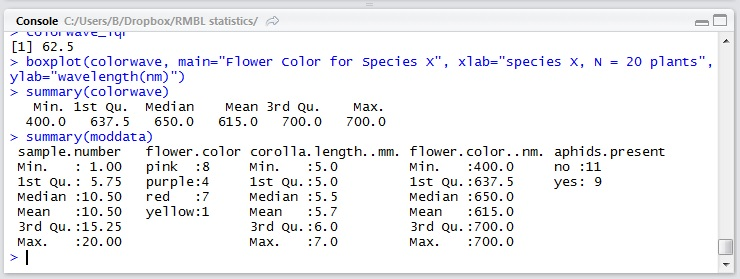 Console C:/Users/B/Dropbox/RMBL statistics/
> colorwave_iqr
[1] 62.5
> boxplot(colorwave, main="Flower Color for Species X", xlab="species X, N = 20 plants",
ylab="wavelength(nm)")
> summary(colorwave)
Min. 1st Qu. Median Mean 3rd Qu. Max.
400.0 637.5 650.0 615.0 700.0 700.0
> summary(moddata)
sample.number flower.color corolla.length..mm. flower.color..nm. aphids.present
Min. : 1.00 pink :8 Min. :5.0 Min. :400.0 no :11
1st Qu.: 5.75 purple:4 1st Qu.:5.0 1st Qu.:637.5 yes: 9
Median :10.50 red :7 Median :5.5 Median :650.0
Mean :10.50 yellow:1 Mean :5.7 Mean :615.0
3rd Qu.:15.25 3rd Qu.:6.0 3rd Qu.:700.0
Max. :20.00 Max. :7.0 Max. :700.0
>